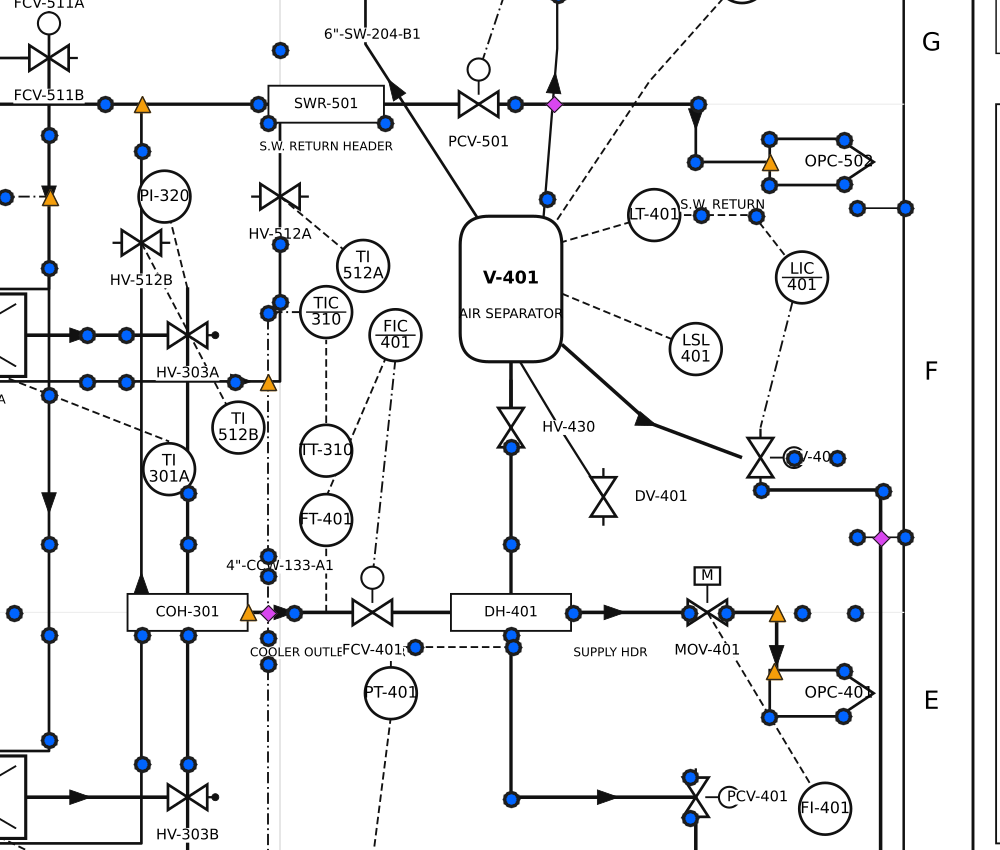 FCV-511A
6"-SW-204-B1
G
FCV-511B
SWR-501
PCV-501
S.W. RETURN HEADER
OPC-502
PI-320
LT-401
S.W. RETURN
HV-512A
TI
512A
HV-512B
LIC
401
V-401
AIR SEPARATOR
TIC
310
FIC
401
LSL
401
HV-303A
F
TI
512B
HV-430
TT-310
TI
301A
DV-401
FT-401
4"-CCW-133-A1
M
COH-301
DH-401
COOLER OUTLE
FCV-401
SUPPLY HDR
MOV-401
PT-401
OPC-401
E
PCV-401
FI-401
HV-303B